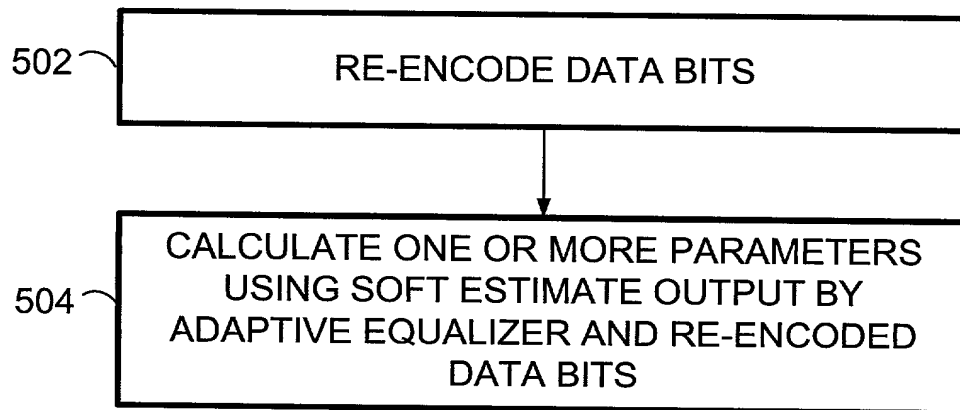 502
RE-ENCODE DATA BITS
504
CALCULATE ONE OR MORE PARAMETERS
USING SOFT ESTIMATE OUTPUT BY
ADAPTIVE EQUALIZER AND RE-ENCODED
DATA BITS